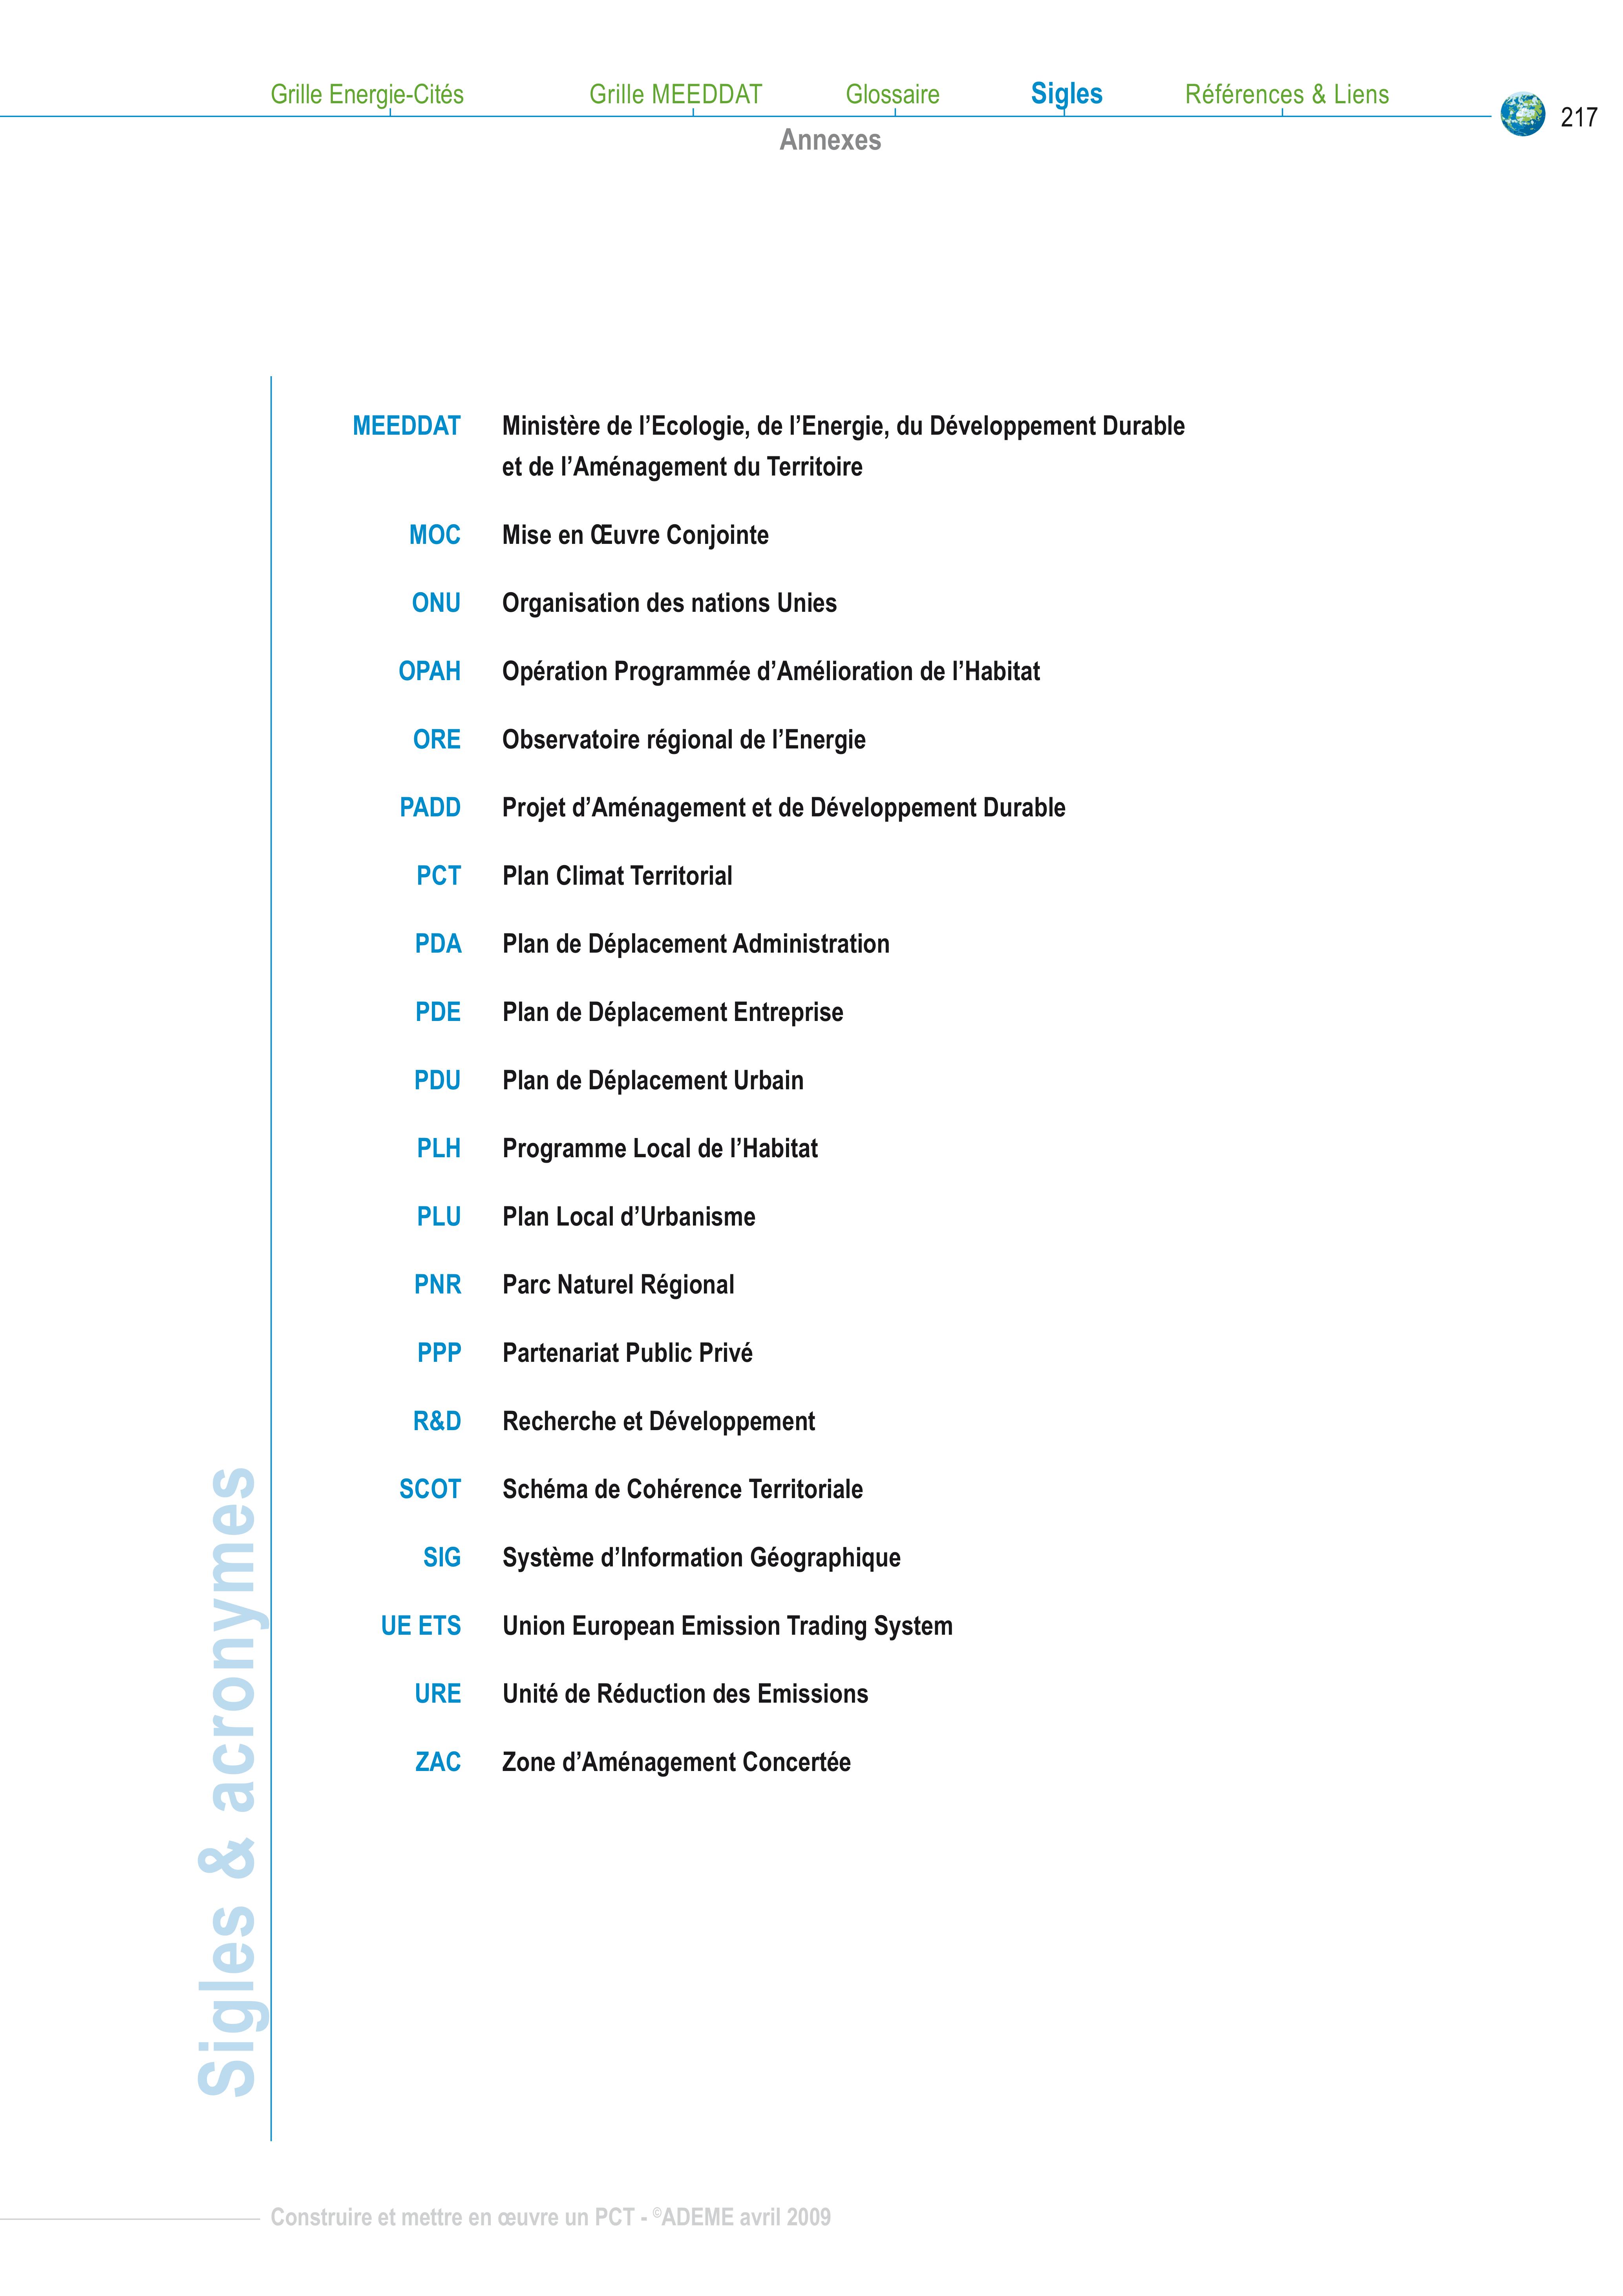 Grille Energie-Cités Grille MEEDDAT Glossaire Sigles Références & Liens
217
Annexes
MEEDDAT Ministère de l’Ecologie, de l’Energie, du Développement Durable
et de l’Aménagement du Territoire
MOC Mise en Œuvre Conjointe
ONU Organisation des nations Unies
OPAH Opération Programmée d’Amélioration de l’Habitat
ORE Observatoire régional de l’Energie
PADD Projet d’Aménagement et de Développement Durable
PCT Plan Climat Territorial
PDA Plan de Déplacement Administration
PDE Plan de Déplacement Entreprise
PDU Plan de Déplacement Urbain
PLH Programme Local de l’Habitat
PLU Plan Local d’Urbanisme
PNR Parc Naturel Régional
PPP Partenariat Public Privé
R&D Recherche et Développement
SCOT Schéma de Cohérence Territoriale
SIG Système d’Information Géographique
UE ETS Union European Emission Trading System
URE Unité de Réduction des Emissions
ZAC Zone d’Aménagement Concertée
Sigles & acronymes
Construire et mettre en œuvre un PCT - ©ADEME avril 2009